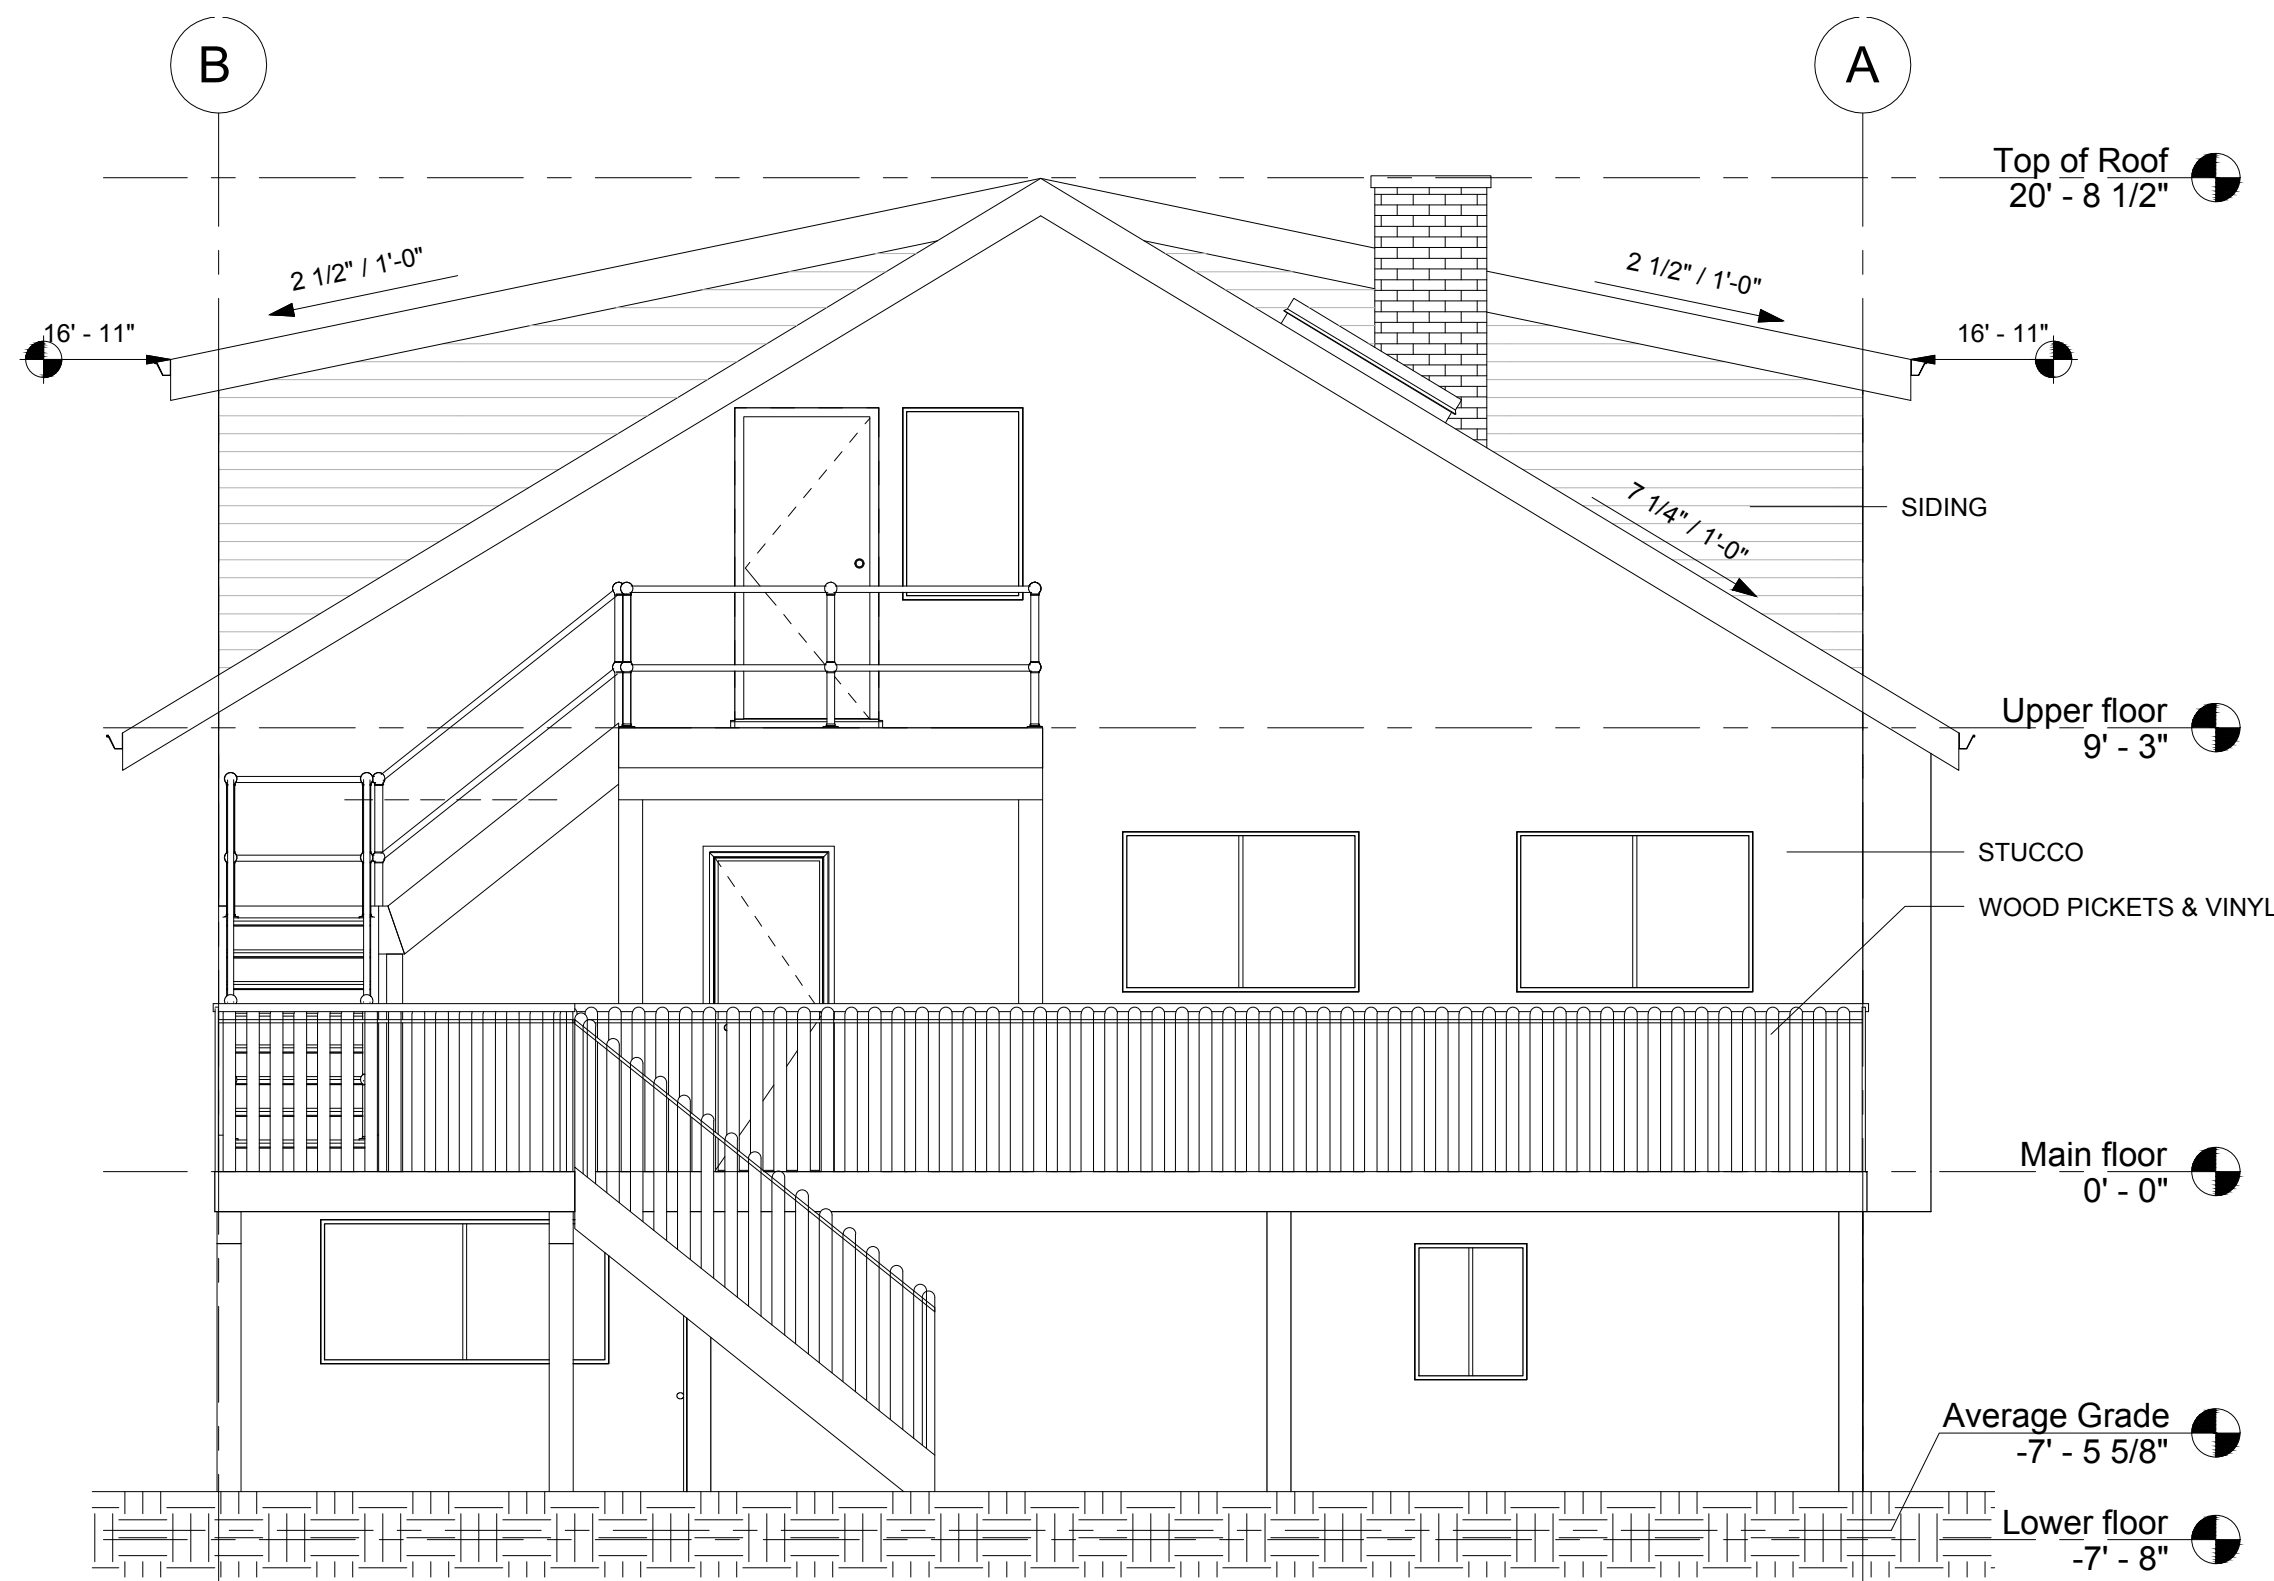 B
A
Top of Roof
20' - 8 1/2"
2 1/2" / 1'-0"
2 1/2" / 1'-0"
16' - 11"
16' - 11"
7 1/4" / 1'-0"
SIDING
Upper floor
9' - 3"
STUCCO
WOOD PICKETS & VINYL
Main floor
0' - 0"
Average Grade
-7' - 5 5/8"
Lower floor
-7' - 8"